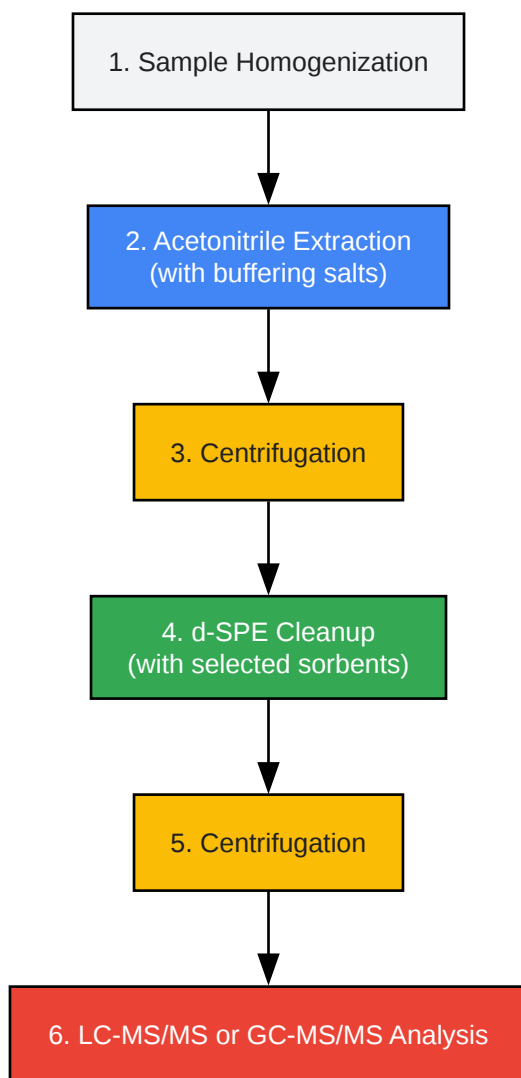 1. Sample Homogenization
2. Acetonitrile Extraction
(with buffering salts)
3. Centrifugation
4. d-SPE Cleanup
(with selected sorbents)
5. Centrifugation
6. LC-MS/MS or GC-MS/MS Analysis